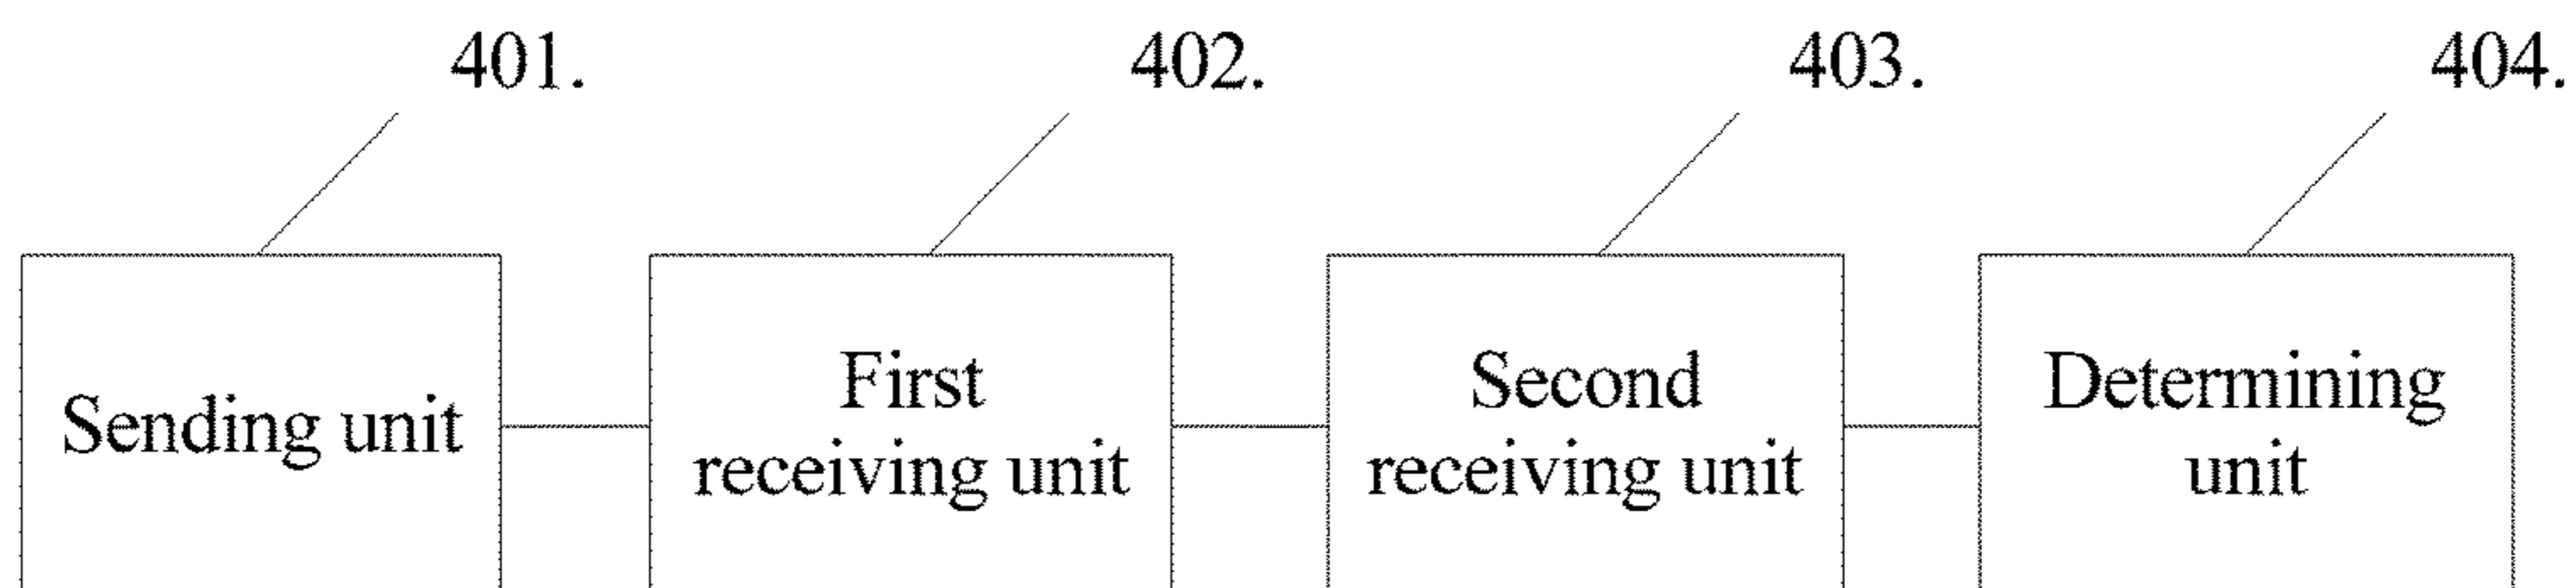 401.
402.
403.
404.
Sending unit
First
receiving unit
Second
receiving unit
Determining
unit